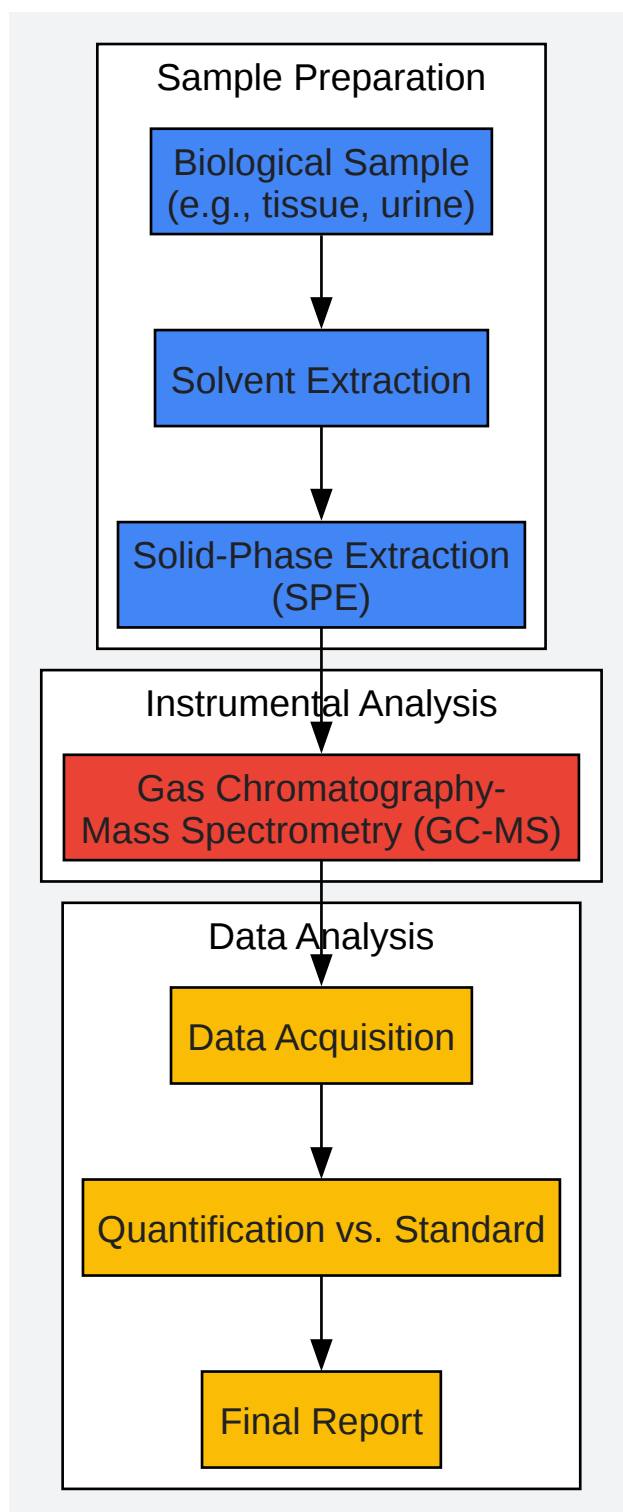 Sample Preparation
Biological Sample
(e.g., tissue, urine)
Solvent Extraction
Solid-Phase Extraction
(SPE)
Instrumental Analysis
Gas Chromatography-
Mass Spectrometry (GC-MS)
Data Analysis
Data Acquisition
Quantification vs. Standard
Final Report